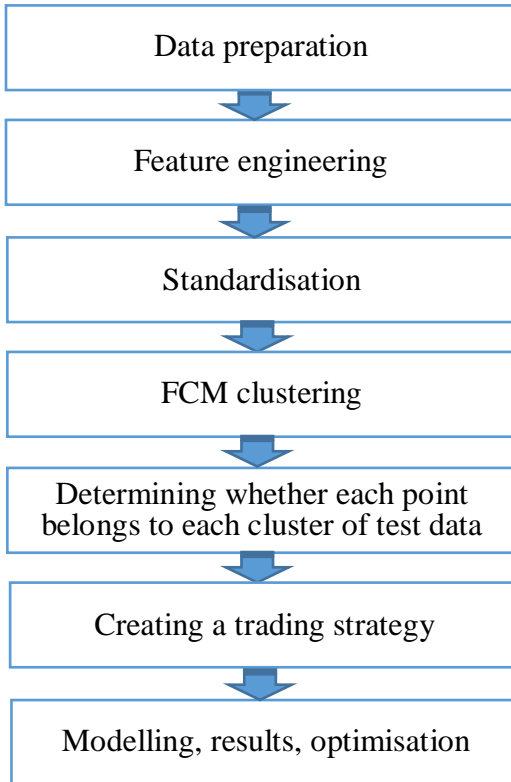 Data preparation
Feature engineering
Standardisation
FCM clustering
Determining whether each point
belongs to each cluster of test data
Creating a trading strategy
Modelling, results, optimisation